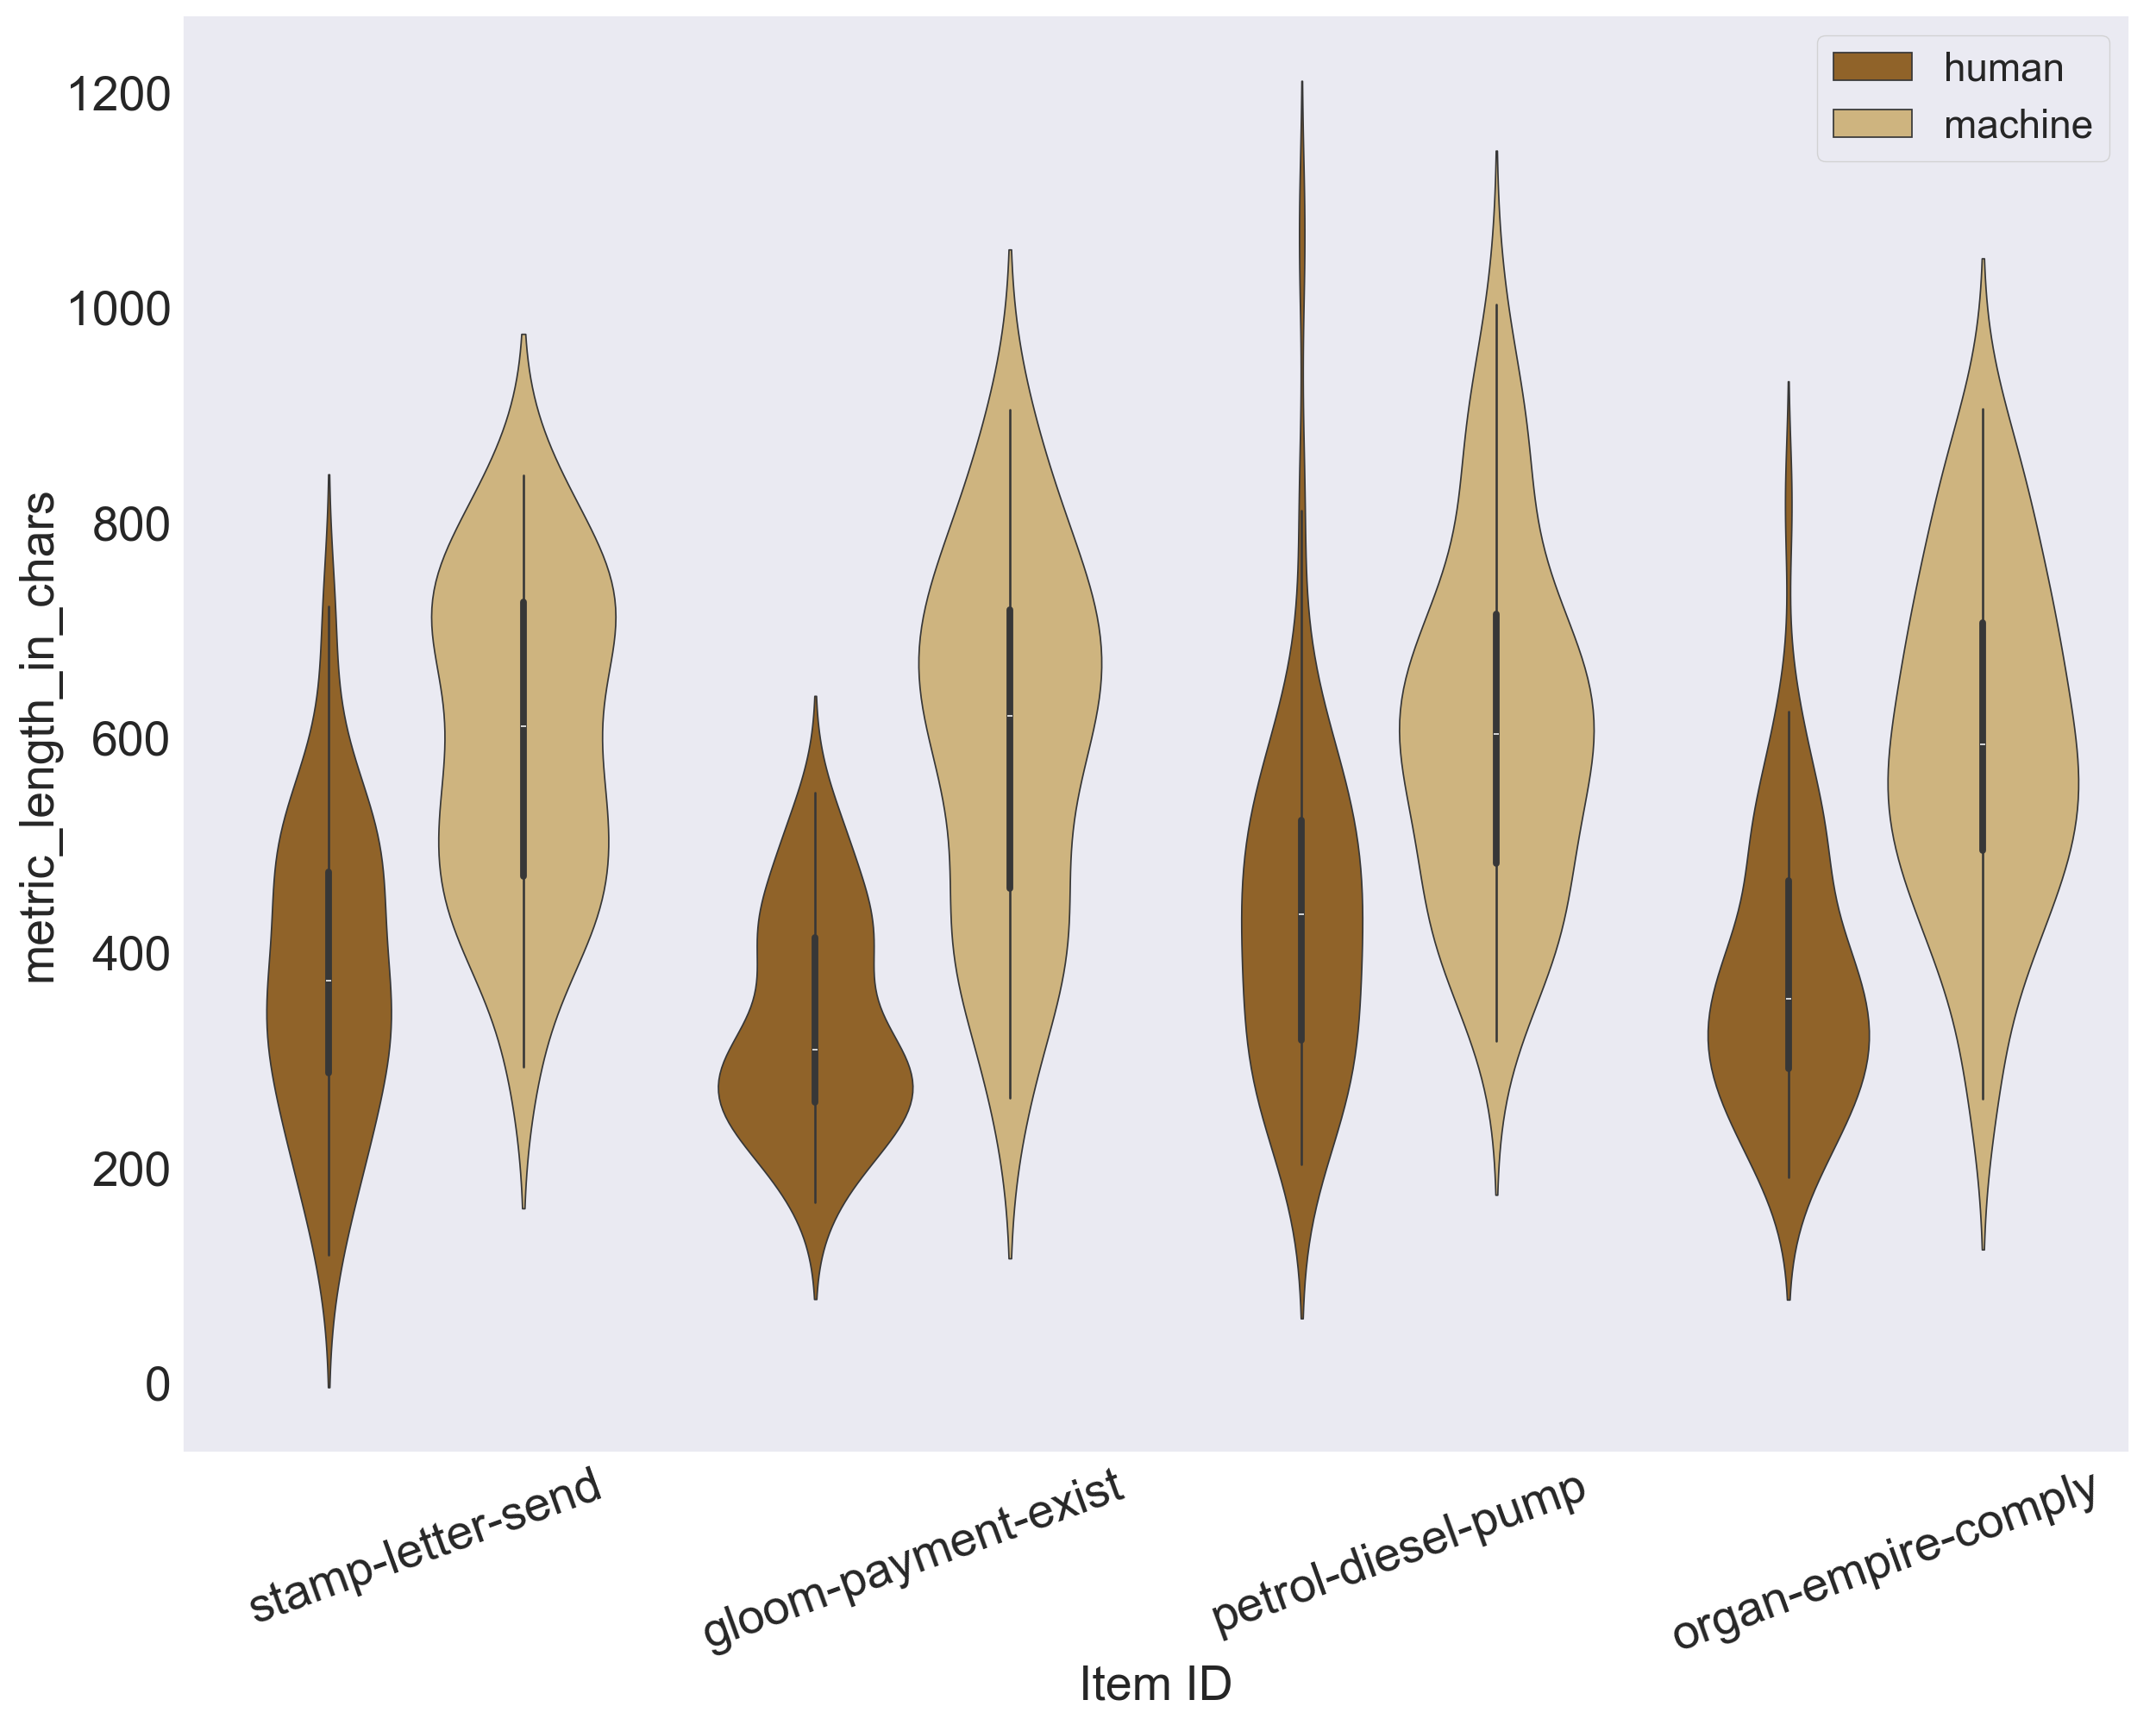 human
machine
1200
1000
800
600
400
200
0
metric_length_in_chars
stamp-letter-send
gloom-payment-exist
petrol-diesel-pump
organ-empire-comply
Item ID